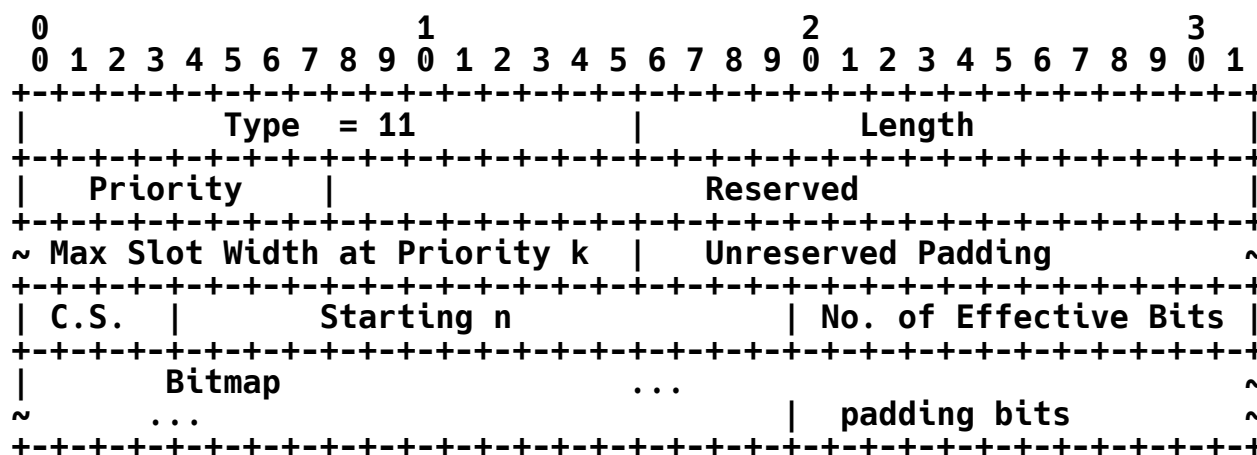 0                   1                   2                   3
 0 1 2 3 4 5 6 7 8 9 0 1 2 3 4 5 6 7 8 9 0 1 2 3 4 5 6 7 8 9 0 1
+-+-+-+-+-+-+-+-+-+-+-+-+-+-+-+-+-+-+-+-+-+-+-+-+-+-+-+-+-+-+-+-+
|          Type  = 11           |           Length              |
+-+-+-+-+-+-+-+-+-+-+-+-+-+-+-+-+-+-+-+-+-+-+-+-+-+-+-+-+-+-+-+-+
|   Priority    |                   Reserved                    |
+-+-+-+-+-+-+-+-+-+-+-+-+-+-+-+-+-+-+-+-+-+-+-+-+-+-+-+-+-+-+-+-+
~ Max Slot Width at Priority k  |   Unreserved Padding          ~
+-+-+-+-+-+-+-+-+-+-+-+-+-+-+-+-+-+-+-+-+-+-+-+-+-+-+-+-+-+-+-+-+
| C.S.  |       Starting n              | No. of Effective Bits |
+-+-+-+-+-+-+-+-+-+-+-+-+-+-+-+-+-+-+-+-+-+-+-+-+-+-+-+-+-+-+-+-+
|       Bitmap                  ...                             ~
~      ...                              |  padding bits         ~
+-+-+-+-+-+-+-+-+-+-+-+-+-+-+-+-+-+-+-+-+-+-+-+-+-+-+-+-+-+-+-+-+